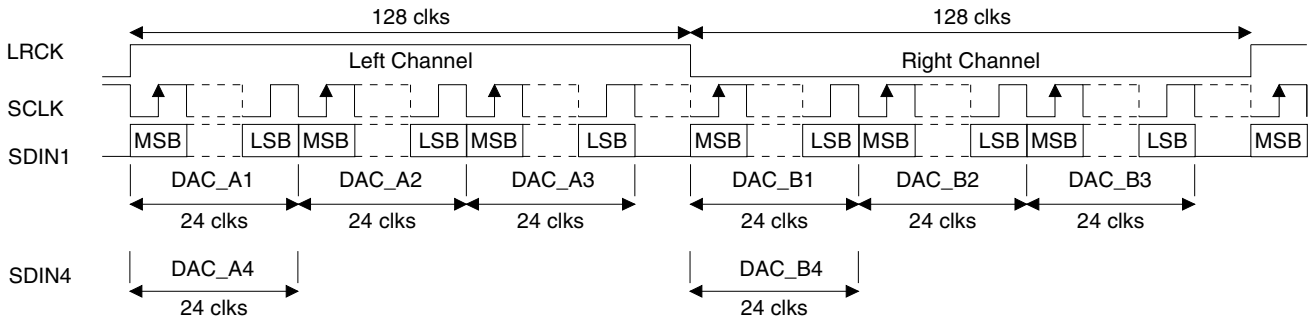 128 clks 128 clks
LRCK Left Channel Right Channel
SCLK
SDIN1 MSB LSB MSB LSB MSB LSB MSB LSB MSB LSB MSB LSB MSB
DAC_A1 DAC_A2 DAC_A3 DAC_B1 DAC_B2 DAC_B3
24 clks 24 clks 24 clks 24 clks 24 clks 24 clks
SDIN4 DAC_A4 DAC_B4
24 clks 24 clks